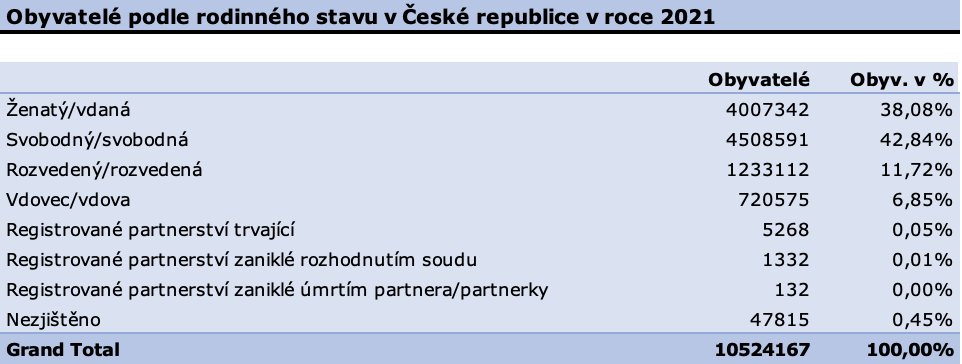 Obyvatelé podle rodinného stavu v České republice v roce 2021
Obyvatelé Obyv. v %
Ženatý/vdaná 4007342 38,08%
Svobodný/svobodná 4508591 42,84%
Rozvedený/rozvedená 1233112 11,72%
Vdovec/vdova 720575 6,85%
Registrované partnerství trvající 5268 0,05%
Registrované partnerství zaniklé rozhodnutím soudu 1332 0,01%
Registrované partnerství zaniklé úmrtím partnera/partnerky 132 0,00%
Nezjištěno 47815 0,45%
Grand Total 10524167 100,00%